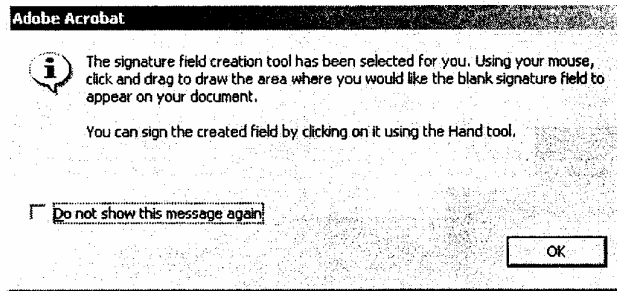 Adobe Acrobat
The signature field creation tool has been selected for you. Using your mouse,
click and drag to draw the area where you would like the blank signature field to
appear on your document.
You can sign the created field by clicking on it using the Hand tool.
Do not show this message again
OK